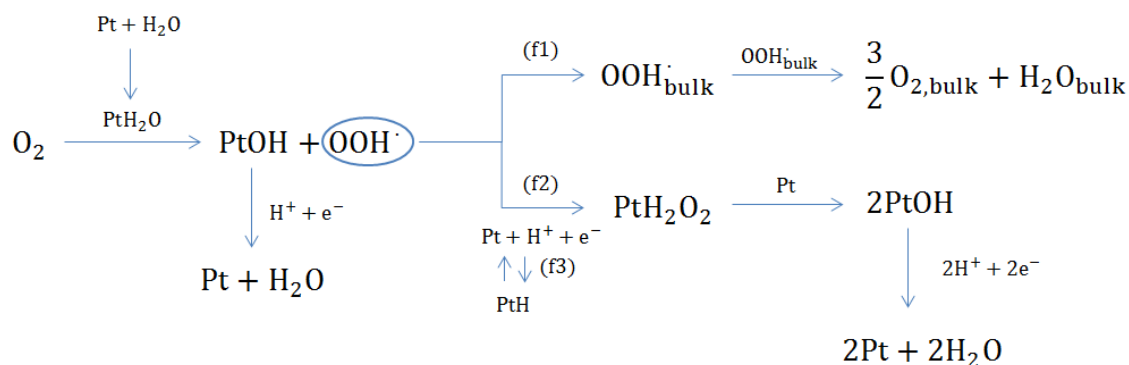 Pt + H₂O
PtH₂O
O₂
PtOH + OOH˙
H⁺ + e⁻
Pt + H₂O
(f1)
OOH˙bulk
OOH˙bulk
3/2 O₂,bulk + H₂Obulk
(f2)
Pt + H⁺ + e⁻
(f3)
PtH
PtH₂O₂
Pt
2PtOH
2H⁺ + 2e⁻
2Pt + 2H₂O